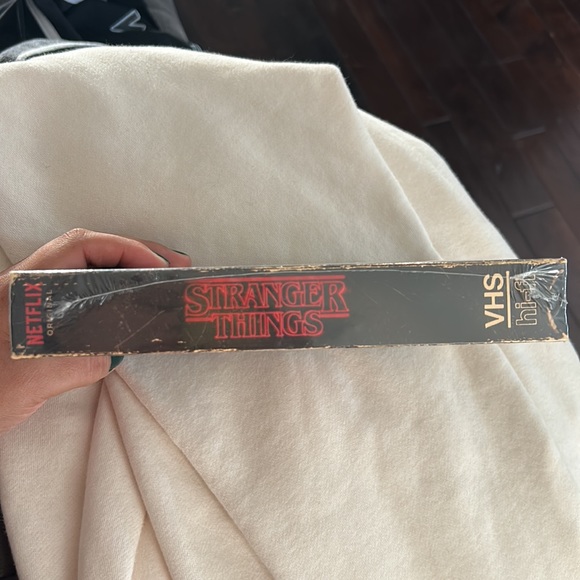 NETFLIX
ORIGINAL
STRANGER
THINGS
VHS
hi-fi